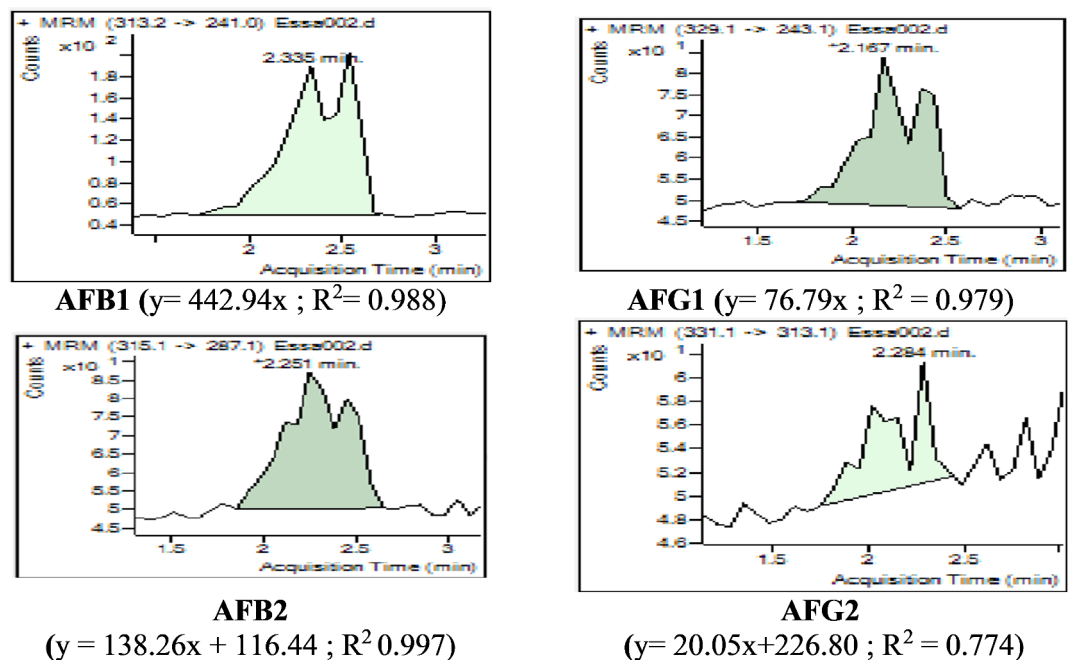 + MRM (313.2 -> 241.0) Essa002.d
Counts
x10 2
2.335 min.
1.8
1.6
1.4
1.2
1
0.8
0.6
0.4
2
2.5
3
Acquisition Time (min)
AFB1 (y= 442.94x ; R²= 0.988)
+ MRM (329.1 -> 243.1) Essa002.d
Counts
x10 1
*2.167 min.
8
7.5
7
6.5
6
5.5
5
4.5
1.5
2
2.5
3
Acquisition Time (min)
AFG1 (y= 76.79x ; R² = 0.979)
+ MRM (315.1 -> 287.1) Essa002.d
Counts
x10 1
*2.251 min.
8.5
8
7.5
7
6.5
6
5.5
5
4.5
1.5
2
2.5
3
Acquisition Time (min)
AFB2
(y = 138.26x + 116.44 ; R² 0.997)
+ MRM (331.1 -> 313.1) Essa002.d
Counts
x10 1
2.284 min.
6
5.8
5.6
5.4
5.2
5
4.8
4.6
1.5
2
2.5
Acquisition Time (min)
AFG2
(y= 20.05x+226.80 ; R² = 0.774)